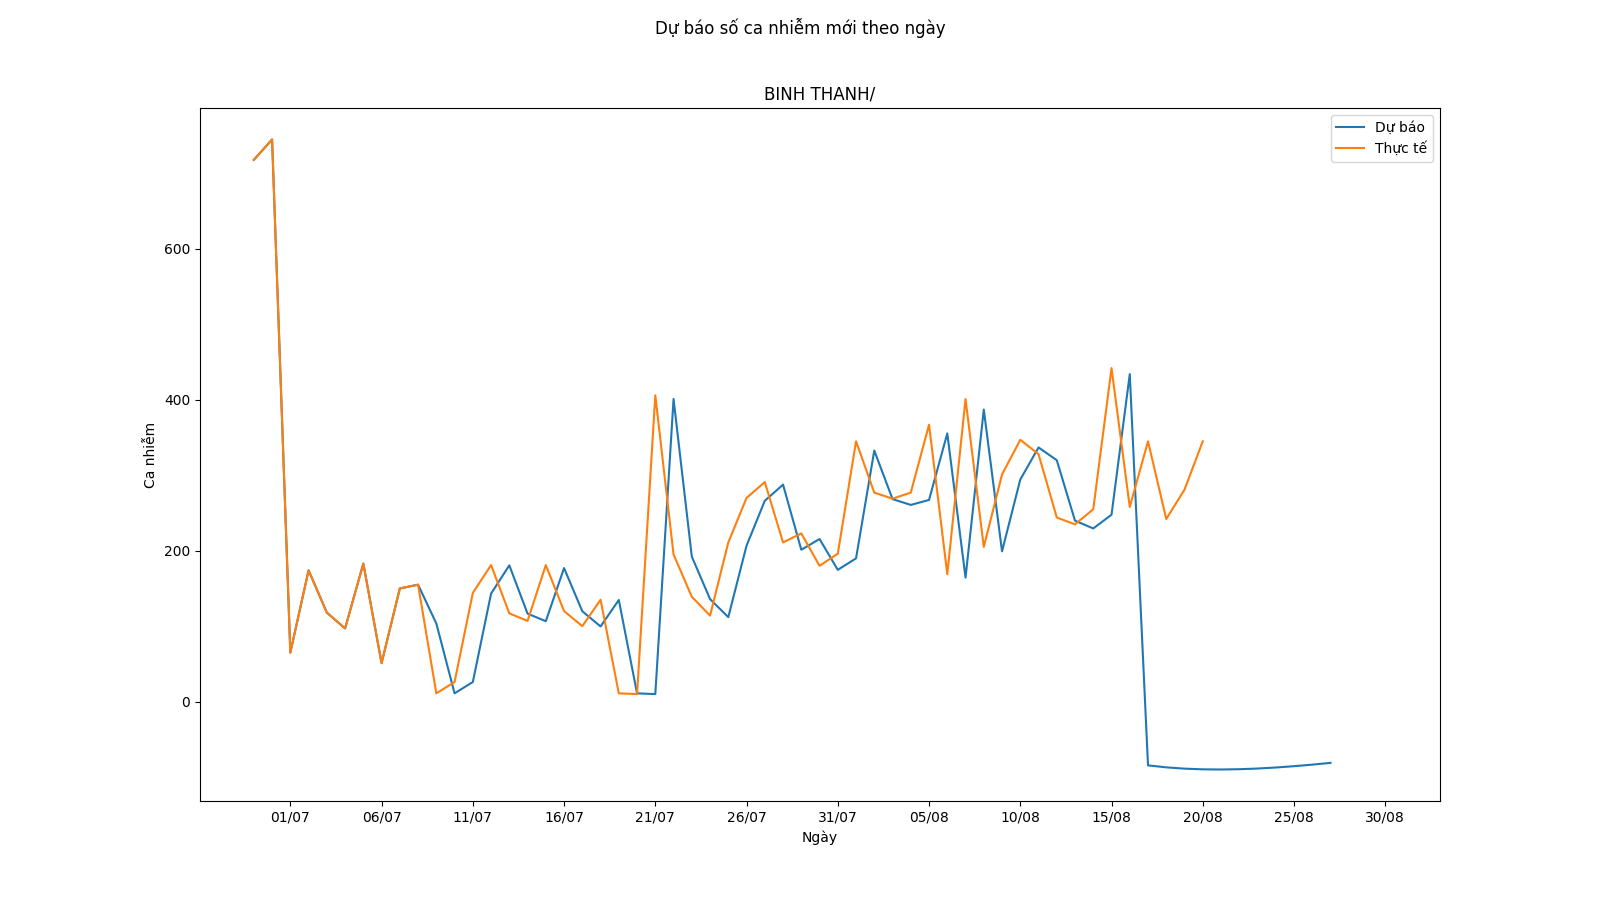 Dự báo số ca nhiễm mới theo ngày
BINH THANH/
Dự báo
Thực tế
600
400
200
0
Ca nhiễm
01/07 06/07 11/07 16/07 21/07 26/07 31/07 05/08 10/08 15/08 20/08 25/08 30/08
Ngày